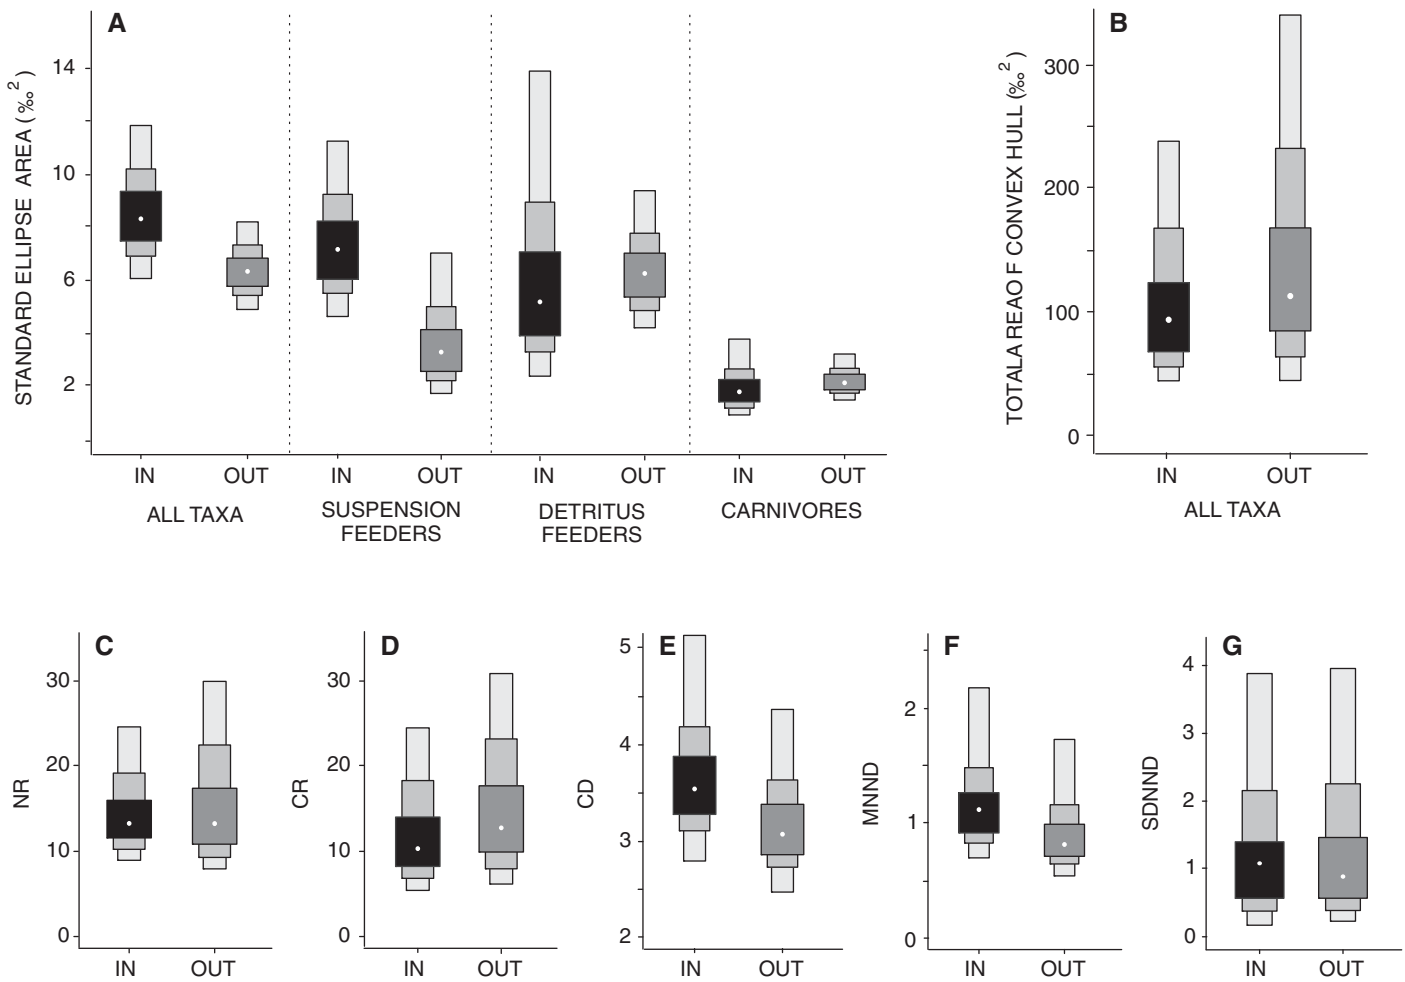 A
STANDARD ELLIPSE AREA (‰²)
14
10
6
2
IN OUT IN OUT IN OUT IN OUT
ALL TAXA
SUSPENSION
FEEDERS
DETRITUS
FEEDERS
CARNIVORES
B
TOTALA REAO F CONVEX HULL (‰²)
300
200
100
0
IN OUT
ALL TAXA
C
NR
30
20
10
0
IN OUT
D
CR
30
20
10
0
IN OUT
E
CD
5
4
3
2
IN OUT
F
MNND
2
1
0
IN OUT
G
SDNND
4
3
2
1
0
IN OUT